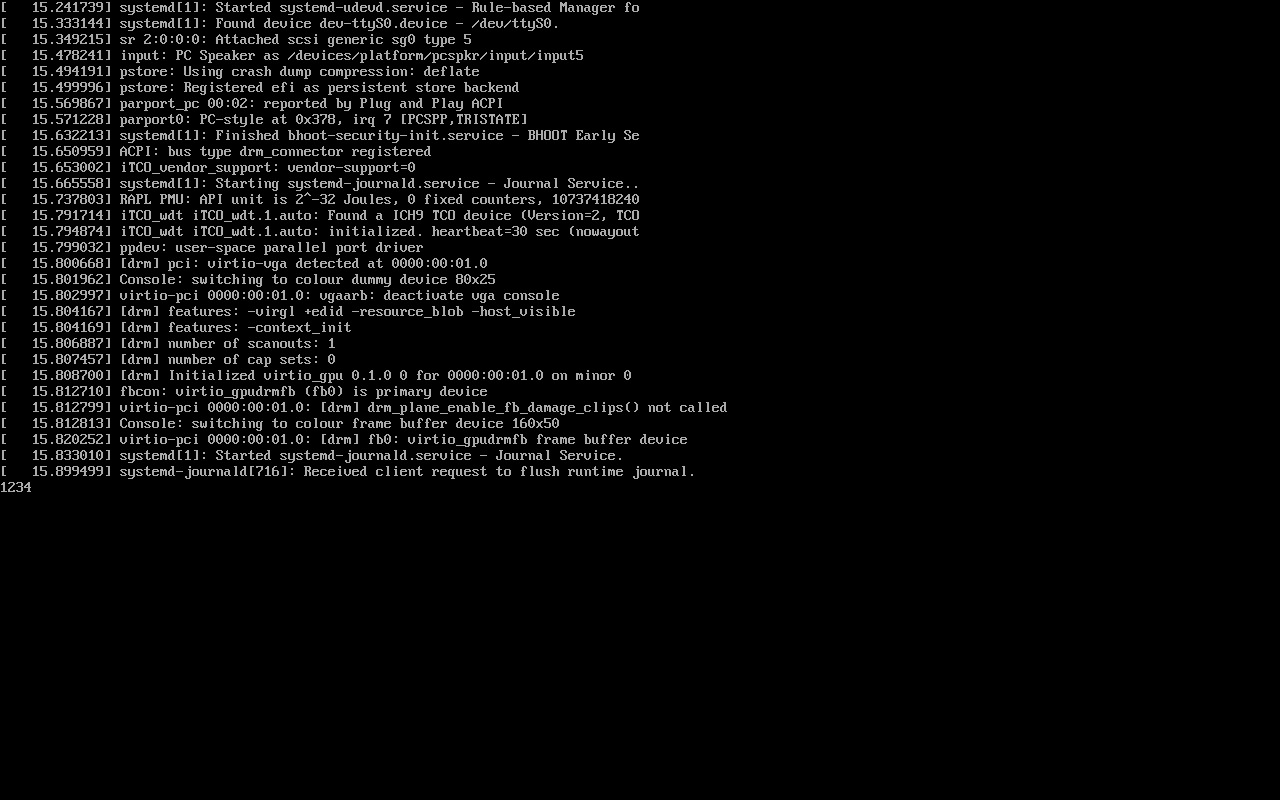 [   15.241739] systemd[1]: Started systemd-udevd.service - Rule-based Manager fo
[   15.333144] systemd[1]: Found device dev-ttyS0.device - /dev/ttyS0.
[   15.349215] sr 2:0:0:0: Attached scsi generic sg0 type 5
[   15.478241] input: PC Speaker as /devices/platform/pcspkr/input/input5
[   15.494191] pstore: Using crash dump compression: deflate
[   15.499996] pstore: Registered efi as persistent store backend
[   15.569867] parport_pc 00:02: reported by Plug and Play ACPI
[   15.571228] parport0: PC-style at 0x378, irq 7 [PCSPP,TRISTATE]
[   15.632213] systemd[1]: Finished bhoot-security-init.service - BHOOT Early Se
[   15.650959] ACPI: bus type drm_connector registered
[   15.653002] iTCO_vendor_support: vendor-support=0
[   15.665558] systemd[1]: Starting systemd-journald.service - Journal Service..
[   15.737803] RAPL PMU: API unit is 2^-32 Joules, 0 fixed counters, 10737418240
[   15.791714] iTCO_wdt iTCO_wdt.1.auto: Found a ICH9 TCO device (Version=2, TCO
[   15.794874] iTCO_wdt iTCO_wdt.1.auto: initialized. heartbeat=30 sec (nowayout
[   15.799032] ppdev: user-space parallel port driver
[   15.800668] [drm] pci: virtio-vga detected at 0000:00:01.0
[   15.801962] Console: switching to colour dummy device 80x25
[   15.802997] virtio-pci 0000:00:01.0: vgaarb: deactivate vga console
[   15.804167] [drm] features: -virgl +edid -resource_blob -host_visible
[   15.804169] [drm] features: -context_init
[   15.806887] [drm] number of scanouts: 1
[   15.807457] [drm] number of cap sets: 0
[   15.808700] [drm] Initialized virtio_gpu 0.1.0 0 for 0000:00:01.0 on minor 0
[   15.812710] fbcon: virtio_gpudrmfb (fb0) is primary device
[   15.812799] virtio-pci 0000:00:01.0: [drm] drm_plane_enable_fb_damage_clips() not called
[   15.812813] Console: switching to colour frame buffer device 160x50
[   15.820252] virtio-pci 0000:00:01.0: [drm] fb0: virtio_gpudrmfb frame buffer device
[   15.833010] systemd[1]: Started systemd-journald.service - Journal Service.
[   15.899499] systemd-journald[716]: Received client request to flush runtime journal.
1234